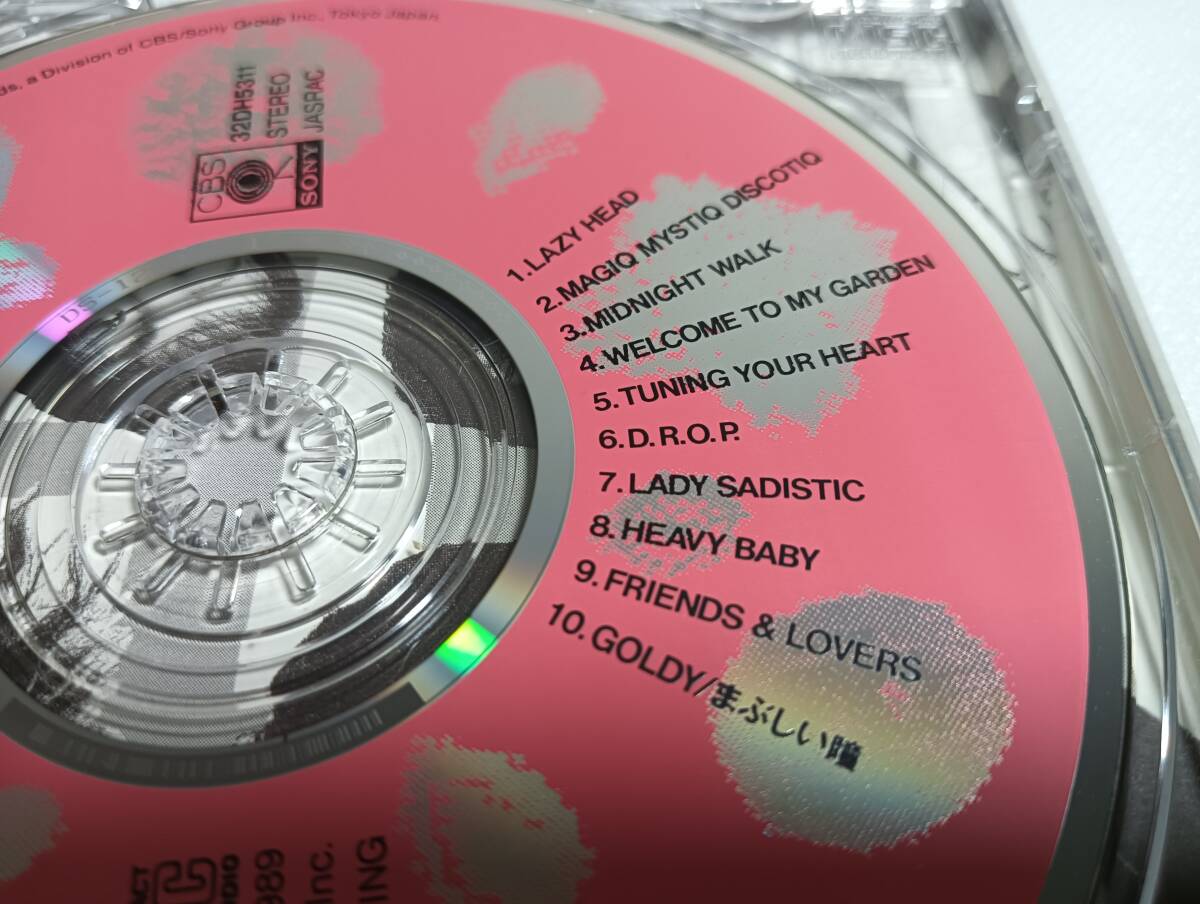 ds, a Division of CBS/Sony Group Inc., Tokyo Japan
32DH5311
STEREO
JASRAC
CBS
SONY
1.LAZY HEAD
2.MAGIQ MYSTIQ DISCOTIQ
3.MIDNIGHT WALK
4.WELCOME TO MY GARDEN
5.TUNING YOUR HEART
6.D.R.O.P.
7.LADY SADISTIC
8.HEAVY BABY
9.FRIENDS & LOVERS
10.GOLDY/まぶしい瞳
989
Inc.